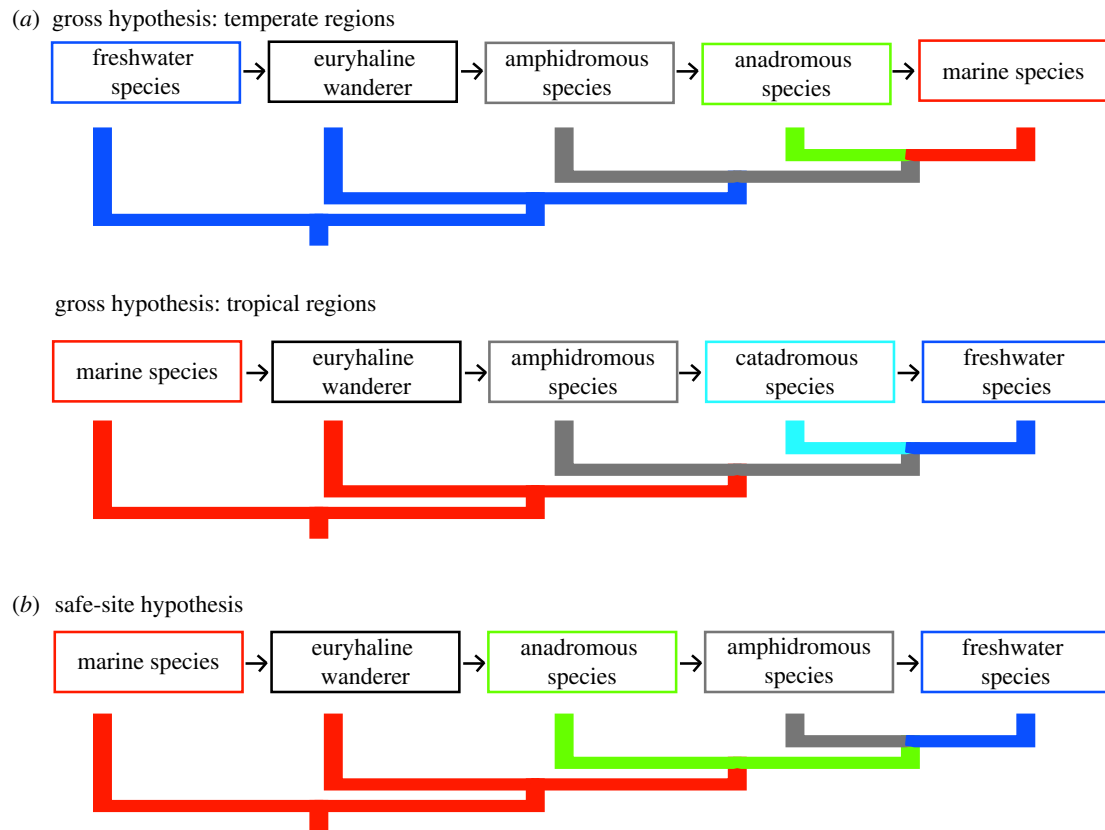 (a) gross hypothesis: temperate regions
freshwater
species
euryhaline
wanderer
amphidromous
species
anadromous
species
marine species
gross hypothesis: tropical regions
marine species
euryhaline
wanderer
amphidromous
species
catadromous
species
freshwater
species
(b) safe-site hypothesis
marine species
euryhaline
wanderer
anadromous
species
amphidromous
species
freshwater
species